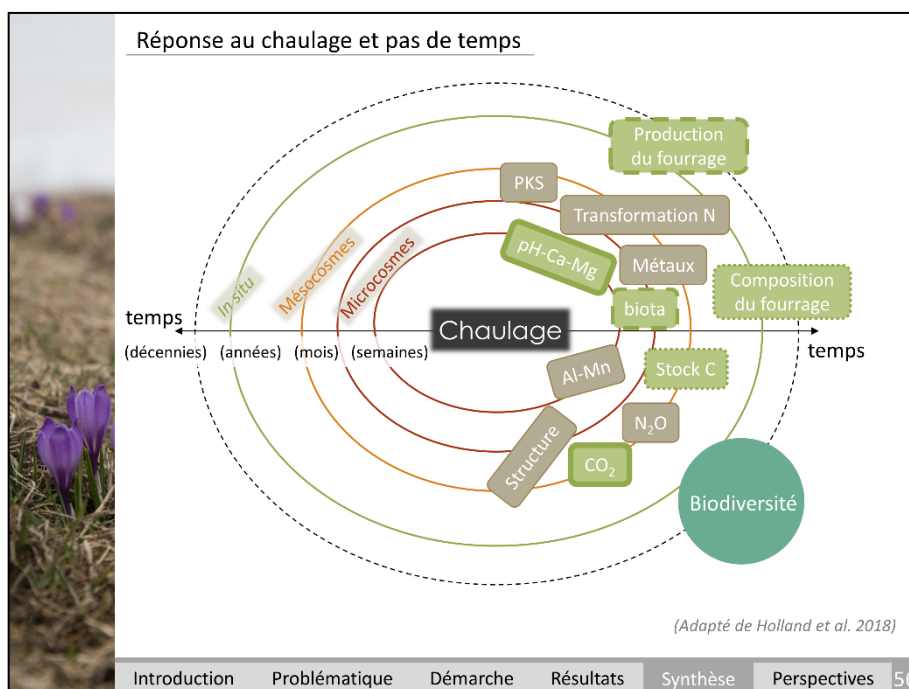 Réponse au chaulage et pas de temps
Production
du fourrage
PKS
Transformation N
pH-Ca-Mg
Métaux
In situ
Mésocosmes
Microcosmes
Composition
du fourrage
biota
temps
Chaulage
temps
(décennies)
(années)
(mois)
(semaines)
Al-Mn
Stock C
N₂O
Structure
CO₂
Biodiversité
(Adapté de Holland et al. 2018)
Introduction
Problématique
Démarche
Résultats
Synthèse
Perspectives
56